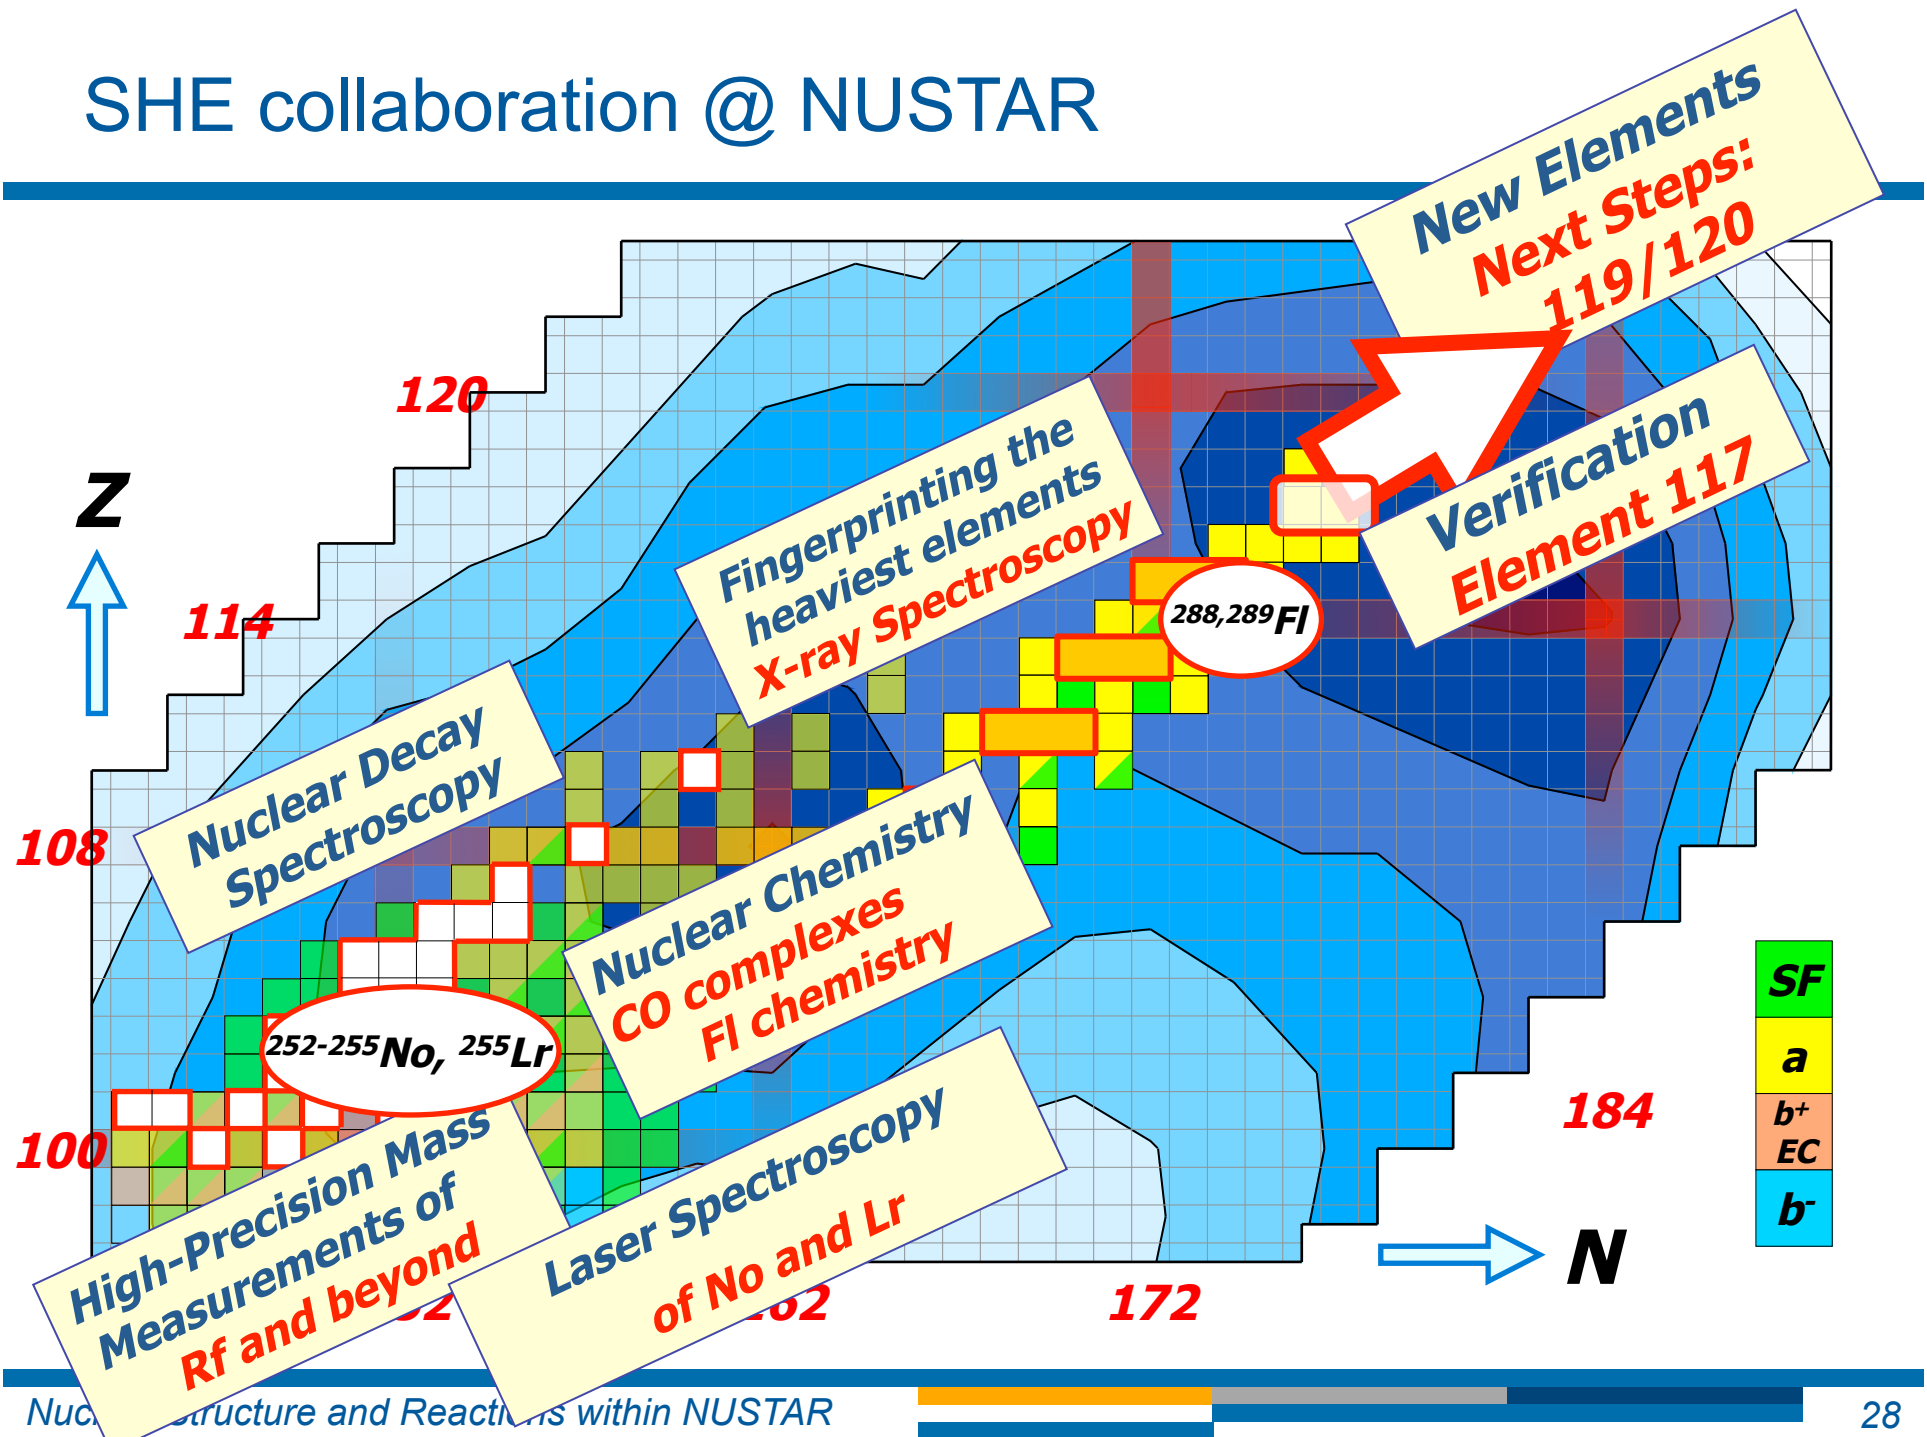 SHE collaboration @ NUSTAR
New Elements
Next Steps:
119/120
120
Z
Fingerprinting the
heaviest elements
X-ray Spectroscopy
Verification
Element 117
114
288,289Fl
Nuclear Decay
Spectroscopy
108
Nuclear Chemistry
CO complexes
Fl chemistry
SF
252-255No, 255Lr
a
184
b+
EC
100
High-Precision Mass
Measurements of
Rf and beyond
Laser Spectroscopy
of No and Lr
b-
N
172
Structure and Reactions within NUSTAR
28